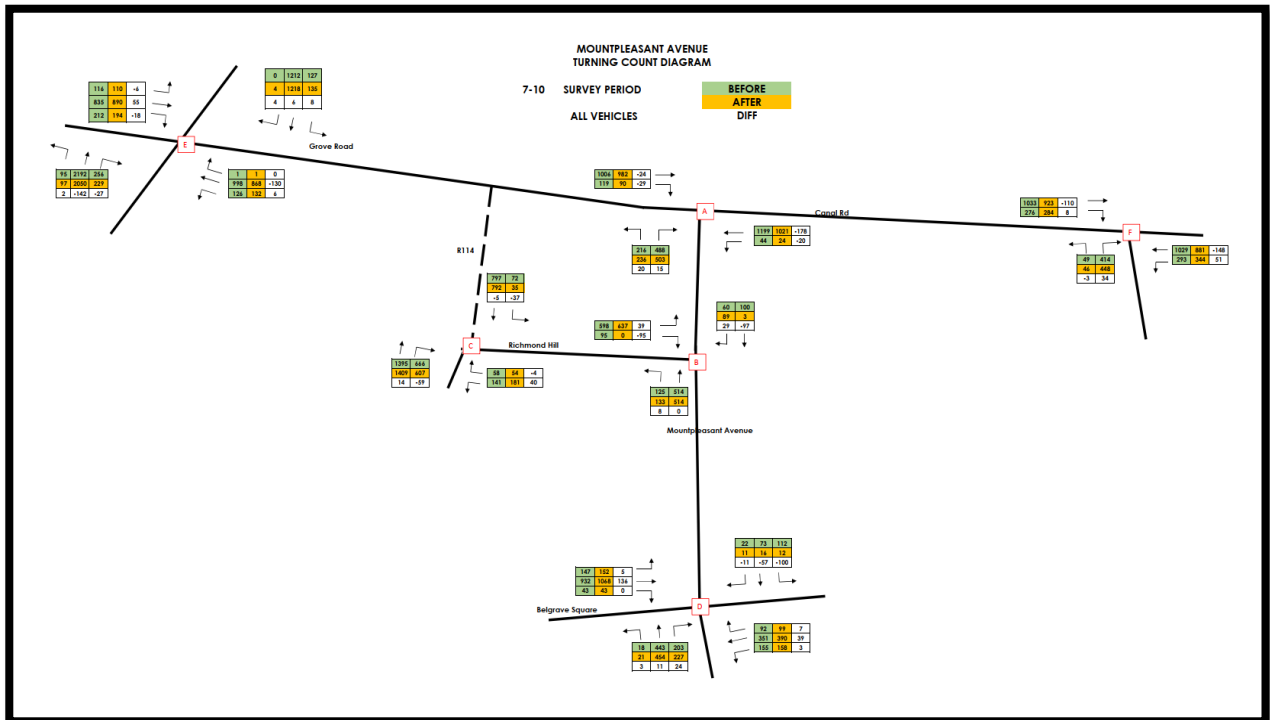 MOUNTPLEASANT AVENUE
TURNING COUNT DIAGRAM
7-10 SURVEY PERIOD
BEFORE
AFTER
ALL VEHICLES
DIFF
0 1212 127
4 1218 135
4 6 8
116 110 -6
835 890 55
212 194 -18
E
Grove Road
95 2192 256
97 2050 229
2 -142 -27
1 1 0
998 868 -130
126 132 6
1006 982 -24
119 90 -29
A
Canal Rd
1033 923 -110
276 284 8
F
1199 1021 -178
44 24 -20
216 488
236 503
20 15
49 414
46 448
-3 34
1029 881 -148
293 344 51
R114
797 72
792 35
-5 -37
60 100
89 3
29 -97
598 637 39
95 0 -95
C
Richmond Hill
B
1395 666
1409 607
14 -59
58 54 -4
141 181 40
125 514
133 514
8 0
Mountpleasant Avenue
22 73 112
11 16 12
-11 -57 -100
147 152 5
932 1068 136
43 43 0
Belgrave Square
D
92 99 7
351 390 39
155 158 3
18 443 203
21 454 227
3 11 24